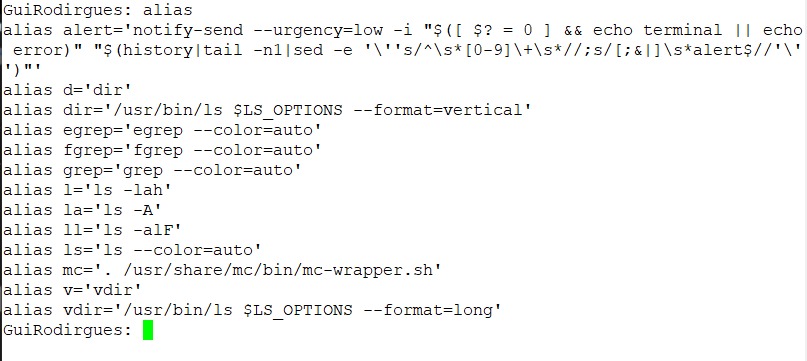 GuiRodirgues: alias
alias alert='notify-send --urgency=low -i "$([ $? = 0 ] && echo terminal || echo
 error)" "$(history|tail -n1|sed -e '\''s/^\s*[0-9]\+\s*//;s/[;&|]\s*alert$//'\'
')"'
alias d='dir'
alias dir='/usr/bin/ls $LS_OPTIONS --format=vertical'
alias egrep='egrep --color=auto'
alias fgrep='fgrep --color=auto'
alias grep='grep --color=auto'
alias l='ls -lah'
alias la='ls -A'
alias ll='ls -alF'
alias ls='ls --color=auto'
alias mc='. /usr/share/mc/bin/mc-wrapper.sh'
alias v='vdir'
alias vdir='/usr/bin/ls $LS_OPTIONS --format=long'
GuiRodirgues: